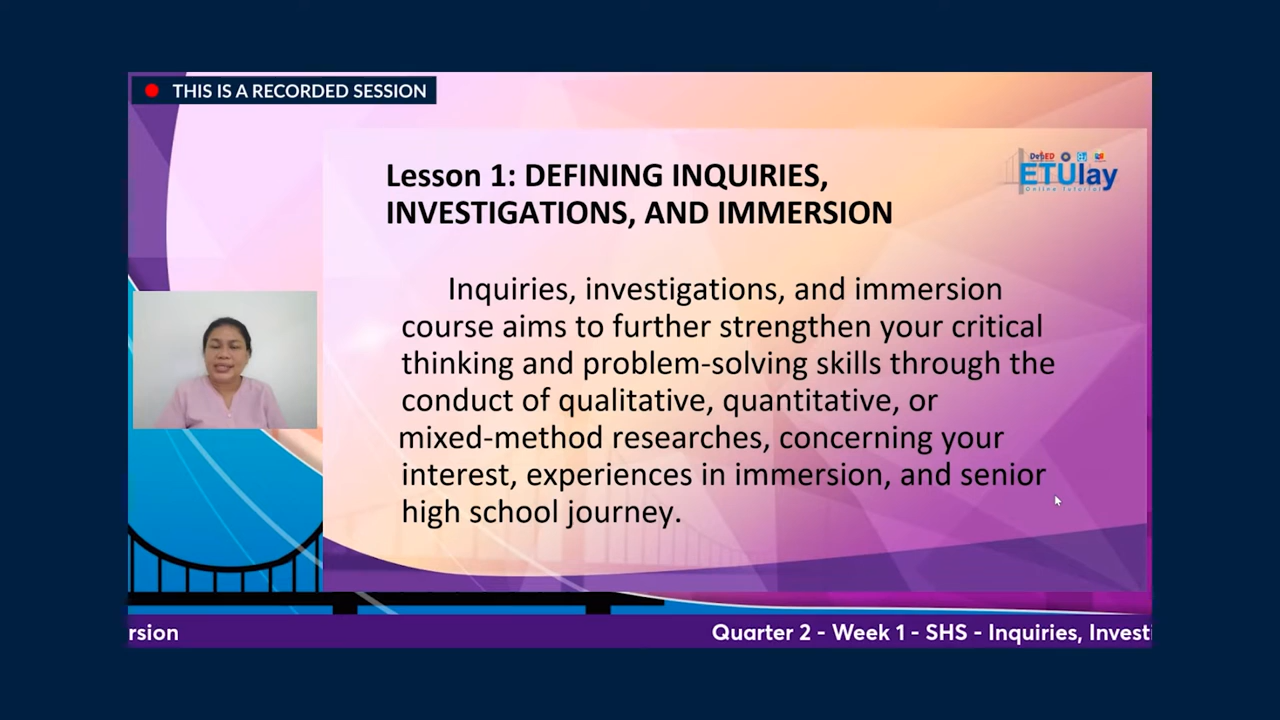 THIS IS A RECORDED SESSION
Lesson 1: DEFINING INQUIRIES,
INVESTIGATIONS, AND IMMERSION
DepED
ETUlay
Online Tutorial
Inquiries, investigations, and immersion
course aims to further strengthen your critical
thinking and problem-solving skills through the
conduct of qualitative, quantitative, or
mixed-method researches, concerning your
interest, experiences in immersion, and senior
high school journey.
rsion
Quarter 2 - Week 1 - SHS - Inquiries, Investi